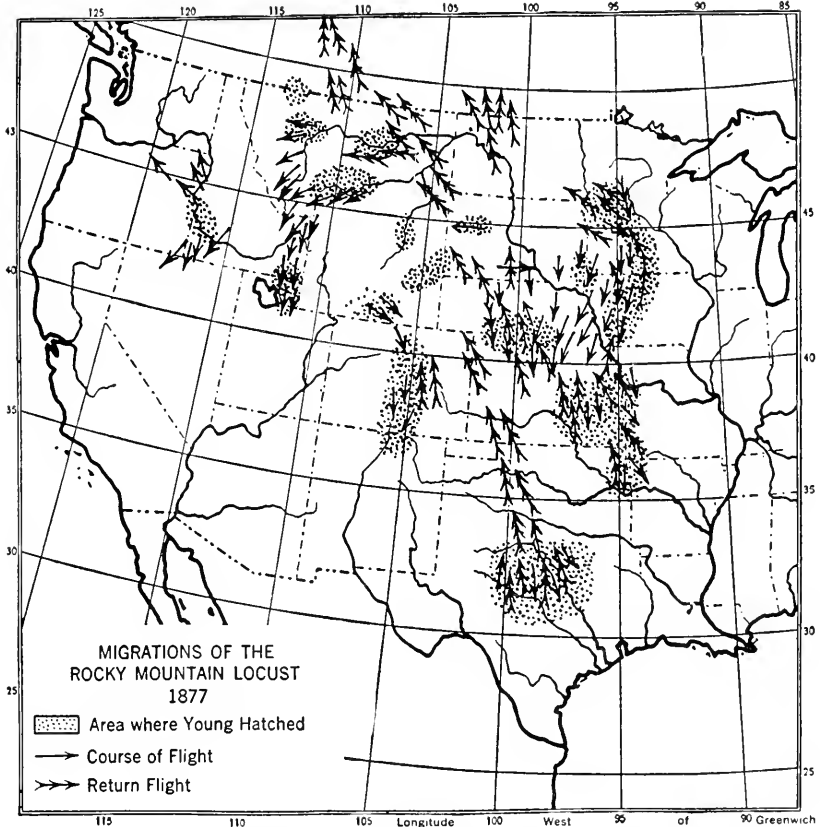 125 120 115 110 105 100 95 90 85
43
40
35
30
25
45
40
35
30
25
MIGRATIONS OF THE
ROCKY MOUNTAIN LOCUST
1877
Area where Young Hatched
Course of Flight
Return Flight
115 110 105 Longitude 100 West 95 of 90 Greenwich